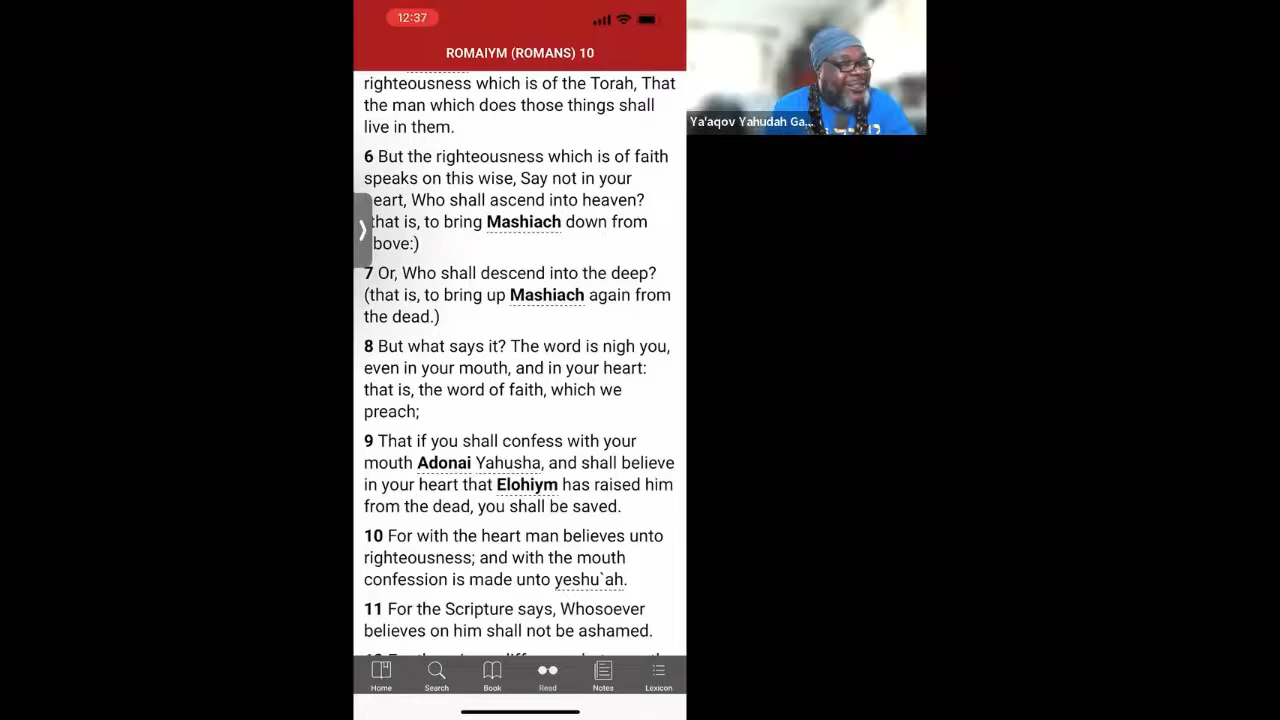 12:37
ROMAIYM (ROMANS) 10
righteousness which is of the Torah, That
the man which does those things shall
live in them.
6 But the righteousness which is of faith
speaks on this wise, Say not in your
eart, Who shall ascend into heaven?
that is, to bring Mashiach down from
bove:)
7 Or, Who shall descend into the deep?
(that is, to bring up Mashiach again from
the dead.)
8 But what says it? The word is nigh you,
even in your mouth, and in your heart:
that is, the word of faith, which we
preach;
9 That if you shall confess with your
mouth Adonai Yahusha, and shall believe
in your heart that Elohiym has raised him
from the dead, you shall be saved.
10 For with the heart man believes unto
righteousness; and with the mouth
confession is made unto yeshu`ah.
11 For the Scripture says, Whosoever
believes on him shall not be ashamed.
Home Search Book Read Notes Lexicon
Ya'aqov Yahudah Ga...